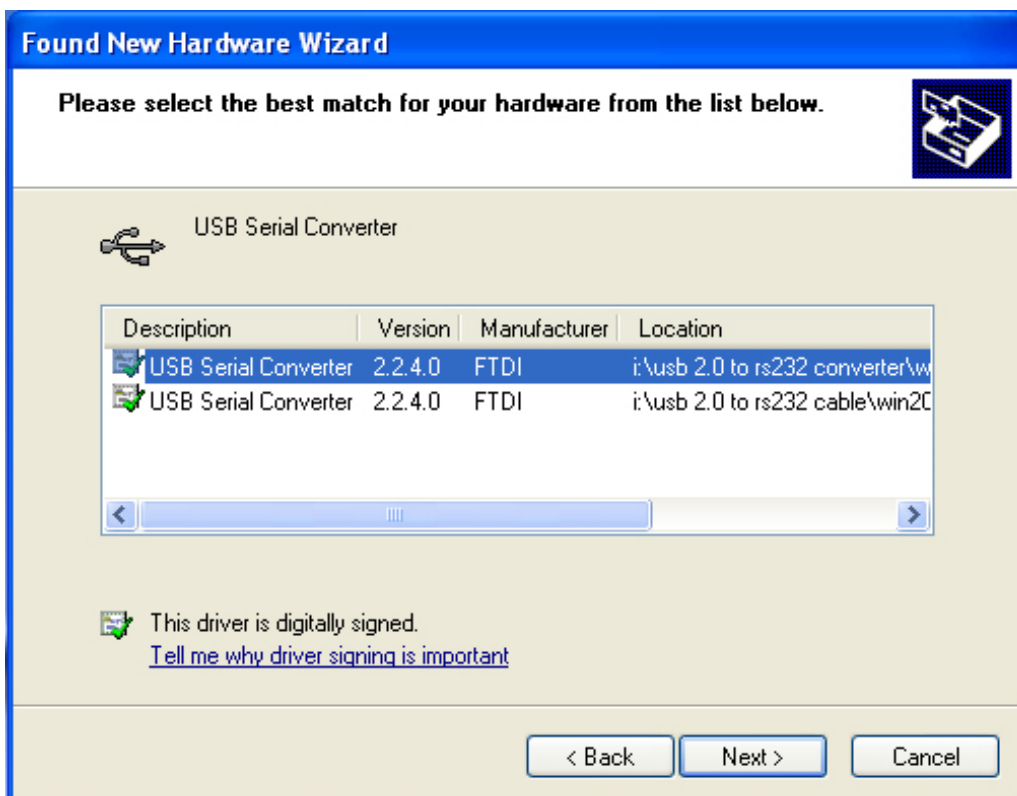 Found New Hardware Wizard
Please select the best match for your hardware from the list below.
USB Serial Converter
Description Version Manufacturer Location
USB Serial Converter 2.2.4.0 FTDI i:\usb 2.0 to rs232 converter\w
USB Serial Converter 2.2.4.0 FTDI i:\usb 2.0 to rs232 cable\win20
This driver is digitally signed.
Tell me why driver signing is important
< Back Next > Cancel